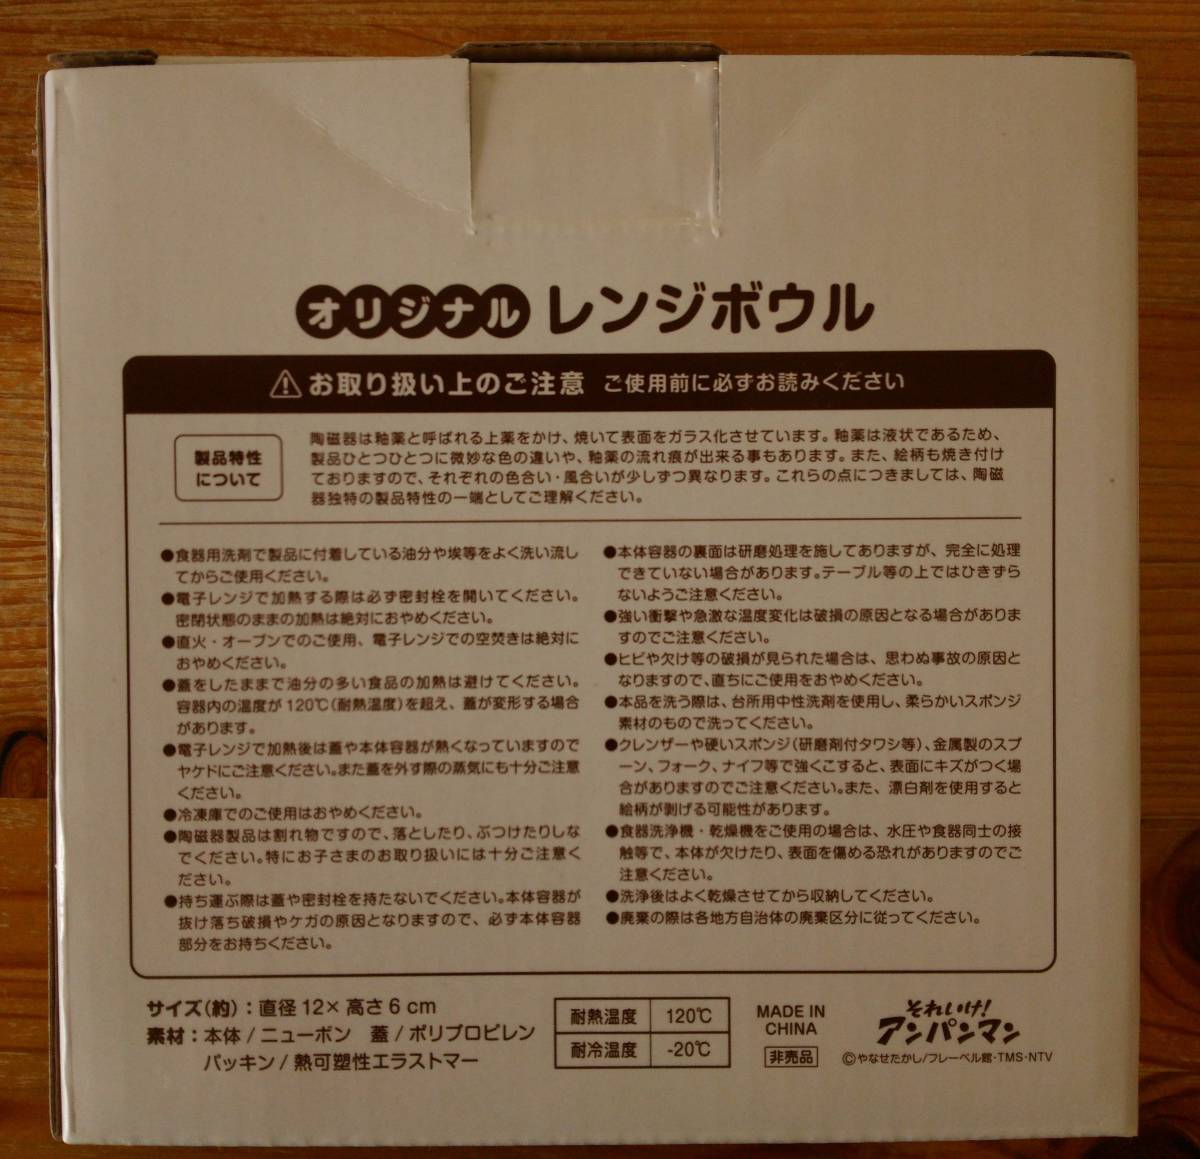 オリジナル レンジボウル
⚠お取り扱い上のご注意 ご使用前に必ずお読みください
製品特性
について
陶磁器は釉薬と呼ばれる上薬をかけ、焼いて表面をガラス化させています。釉薬は液状であるため、
製品ひとつひとつに微妙な色の違いや、釉薬の流れ痕が出来る事もあります。また、絵柄も焼き付け
ておりますので、それぞれの色合い・風合いが少しずつ異なります。これらの点につきましては、陶磁
器独特の製品特性の一端としてご理解ください。
●食器用洗剤で製品に付着している油分や埃等をよく洗い流し
てからご使用ください。
●電子レンジで加熱する際は必ず密封栓を開いてください。
密閉状態のままの加熱は絶対におやめください。
●直火・オーブンでのご使用、電子レンジでの空焚きは絶対に
おやめください。
●蓋をしたままで油分の多い食品の加熱は避けてください。
容器内の温度が120℃(耐熱温度)を超え、蓋が変形する場合
があります。
●電子レンジで加熱後は蓋や本体容器が熱くなっていますので
ヤケドにご注意ください。また蓋を外す際の蒸気にも十分ご注意
ください。
●冷凍庫でのご使用はおやめください。
●陶磁器製品は割れ物ですので、落としたり、ぶつけたりしな
でください。特にお子さまのお取り扱いには十分ご注意く
ださい。
●持ち運ぶ際は蓋や密封栓を持たないでください。本体容器が
抜け落ち破損やケガの原因となりますので、必ず本体容器
部分をお持ちください。
●本体容器の裏面は研磨処理を施してありますが、完全に処理
できていない場合があります。テーブル等の上ではひきずら
ないようご注意ください。
●強い衝撃や急激な温度変化は破損の原因となる場合がありま
すのでご注意ください。
●ヒビや欠け等の破損が見られた場合は、思わぬ事故の原因と
なりますので、直ちにご使用をおやめください。
●本品を洗う際は、台所用中性洗剤を使用し、柔らかいスポンジ
素材のもので洗ってください。
●クレンザーや硬いスポンジ(研磨剤付タワシ等)、金属製のスプ
ーン、フォーク、ナイフ等で強くこすると、表面にキズがつく場
合がありますのでご注意ください。また、漂白剤を使用すると
絵柄が剥げる可能性があります。
●食器洗浄機・乾燥機をご使用の場合は、水圧や食器同士の接
触等で、本体が欠けたり、表面を傷める恐れがありますのでご
注意ください。
●洗浄後はよく乾燥させてから収納してください。
●廃棄の際は各地方自治体の廃棄区分に従ってください。
サイズ(約)：直径12×高さ6cm
素材：本体/ニューボン 蓋/ポリプロピレン
パッキン/熱可塑性エラストマー
耐熱温度 120℃
耐冷温度 -20℃
MADE IN
CHINA
非売品
それいけ!
アンパンマン
©やなせたかし/フレーベル館・TMS・NTV